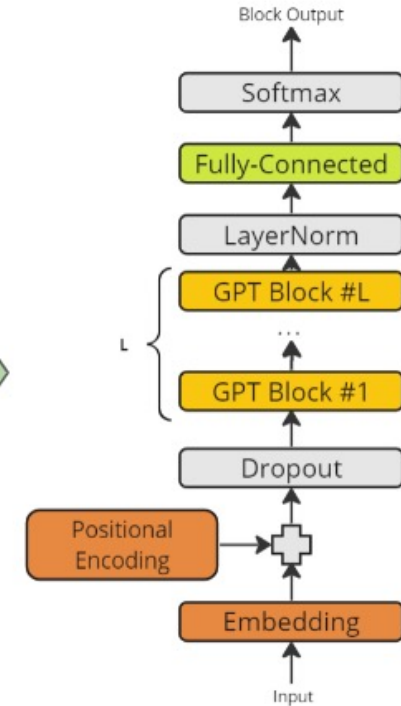 Block Output
Softmax
Fully-Connected
LayerNorm
GPT Block #L
...
L
GPT Block #1
Dropout
Positional
Encoding
Embedding
Input